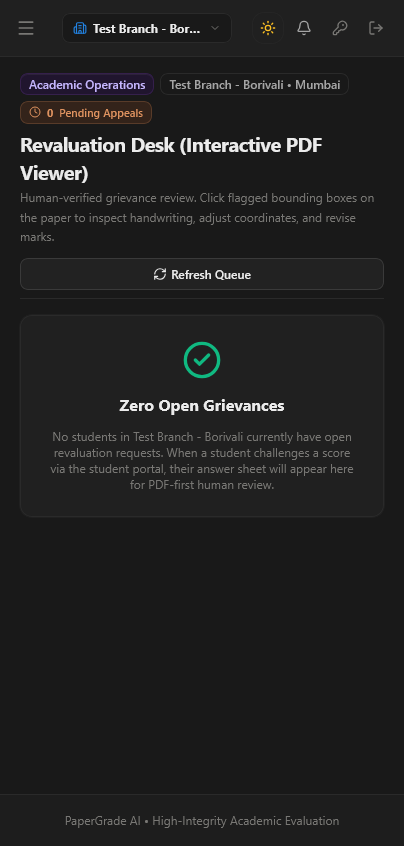 Test Branch - Bor...
Academic Operations
Test Branch - Borivali • Mumbai
0 Pending Appeals
Revaluation Desk (Interactive PDF
Viewer)
Human-verified grievance review. Click flagged bounding boxes on
the paper to inspect handwriting, adjust coordinates, and revise
marks.
Refresh Queue
Zero Open Grievances
No students in Test Branch - Borivali currently have open
revaluation requests. When a student challenges a score
via the student portal, their answer sheet will appear here
for PDF-first human review.
PaperGrade AI • High-Integrity Academic Evaluation